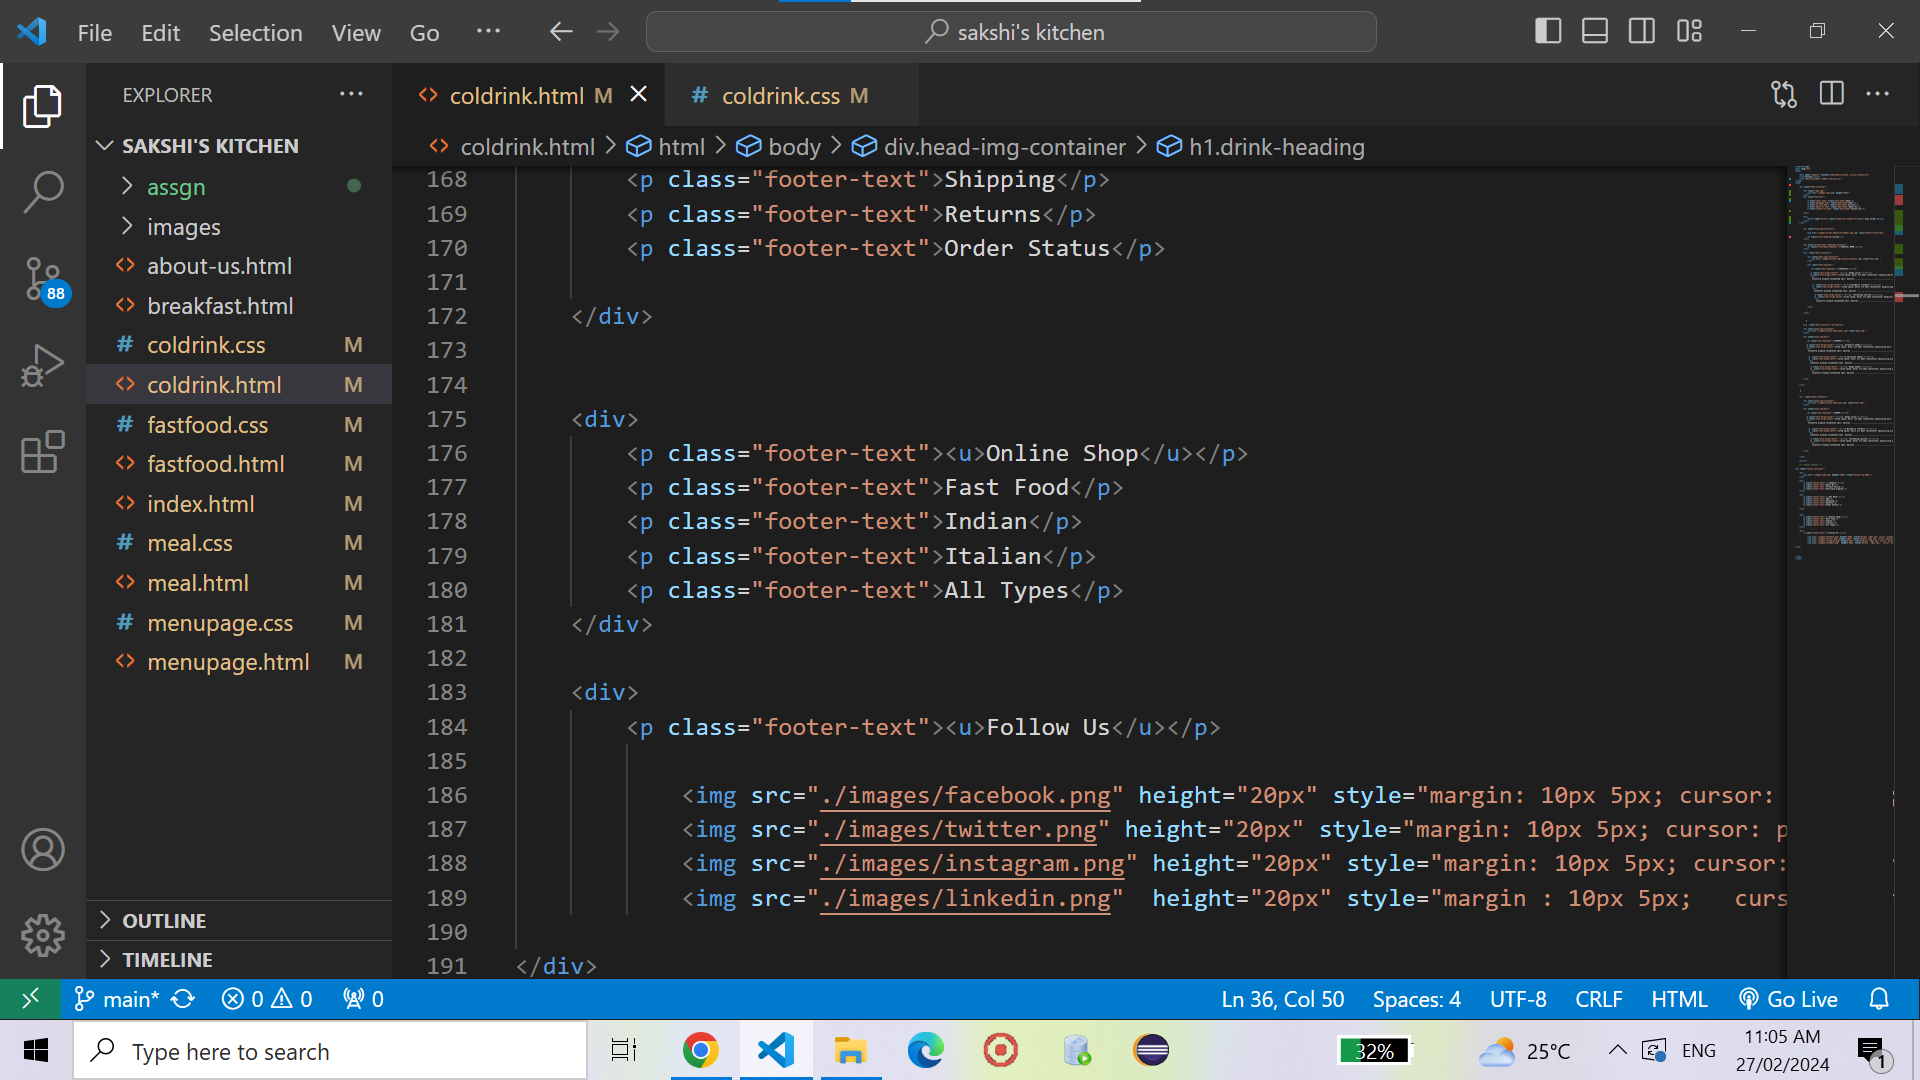 File Edit Selection View Go ··· sakshi's kitchen
EXPLORER ···
SAKSHI'S KITCHEN
assgn
images
about-us.html
breakfast.html
coldrink.css M
coldrink.html M
fastfood.css M
fastfood.html M
index.html M
meal.css M
meal.html M
menupage.css M
menupage.html M
88
OUTLINE
TIMELINE
coldrink.html M coldrink.css M
coldrink.html > html > body > div.head-img-container > h1.drink-heading
168 <p class="footer-text">Shipping</p>
169 <p class="footer-text">Returns</p>
170 <p class="footer-text">Order Status</p>
171
172 </div>
173
174
175 <div>
176 <p class="footer-text"><u>Online Shop</u></p>
177 <p class="footer-text">Fast Food</p>
178 <p class="footer-text">Indian</p>
179 <p class="footer-text">Italian</p>
180 <p class="footer-text">All Types</p>
181 </div>
182
183 <div>
184 <p class="footer-text"><u>Follow Us</u></p>
185
186 <img src="./images/facebook.png" height="20px" style="margin: 10px 5px; cursor:
187 <img src="./images/twitter.png" height="20px" style="margin: 10px 5px; cursor: p
188 <img src="./images/instagram.png" height="20px" style="margin: 10px 5px; cursor:
189 <img src="./images/linkedin.png"  height="20px" style="margin : 10px 5px;   curs
190
191 </div>
main* 0 0 0 Ln 36, Col 50 Spaces: 4 UTF-8 CRLF HTML Go Live
Type here to search 32% 25°C ENG 11:05 AM
27/02/2024 1